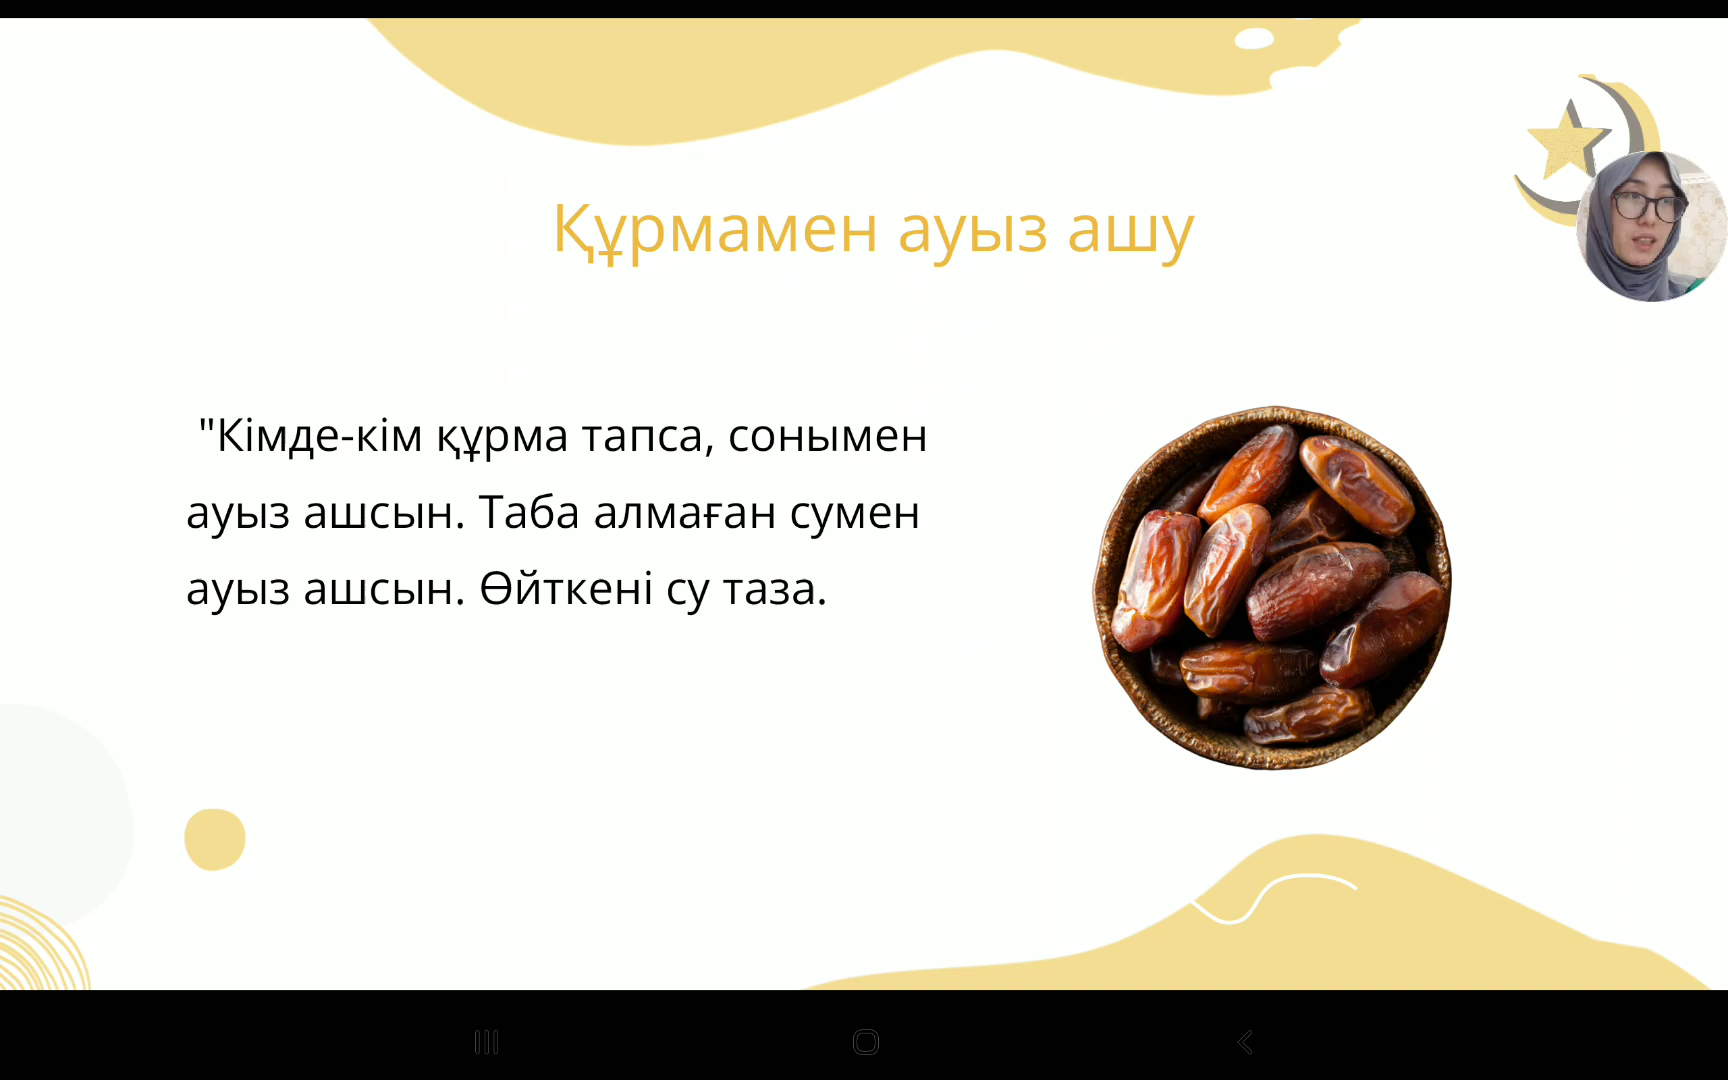 Құрмамен ауыз ашу
"Кімде-кім құрма тапса, сонымен
ауыз ашсын. Таба алмаған сумен
ауыз ашсын. Өйткені су таза.